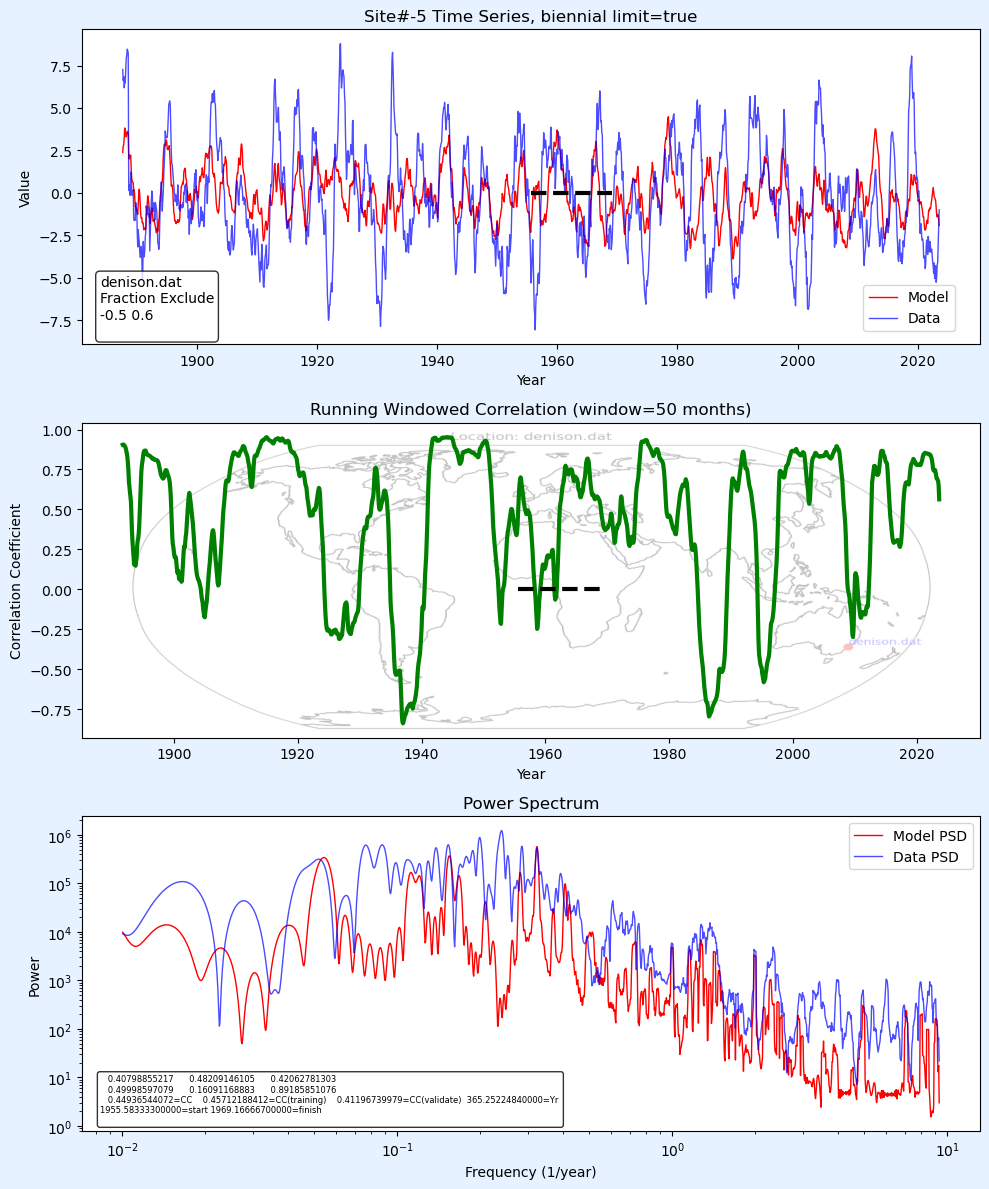 Site#-5 Time Series, biennial limit=true
Value
7.5
5.0
2.5
0.0
−2.5
−5.0
−7.5
denison.dat
Fraction Exclude
-0.5 0.6
Model
Data
1900 1920 1940 1960 1980 2000 2020
Year
Running Windowed Correlation (window=50 months)
Correlation Coefficient
1.00
0.75
0.50
0.25
0.00
−0.25
−0.50
−0.75
Location: denison.dat
denison.dat
1900 1920 1940 1960 1980 2000 2020
Year
Power Spectrum
Power
10^6
10^5
10^4
10^3
10^2
10^1
10^0
Model PSD
Data PSD
0.40798855217 0.48209146105 0.42062781303
0.49998597079 0.16091168883 0.89185851076
0.44936544072=CC 0.45712188412=CC(training) 0.41196739979=CC(validate) 365.25224840000=Yr
1955.58333300000=start 1969.16666700000=finish
10^−2 10^−1 10^0 10^1
Frequency (1/year)